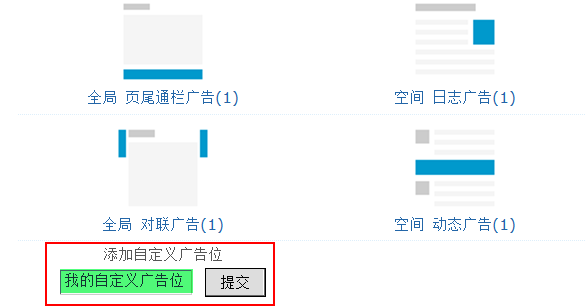 全局 页尾通栏广告(1)
空间 日志广告(1)
全局 对联广告(1)
空间 动态广告(1)
添加自定义广告位
我的自定义广告位
提交